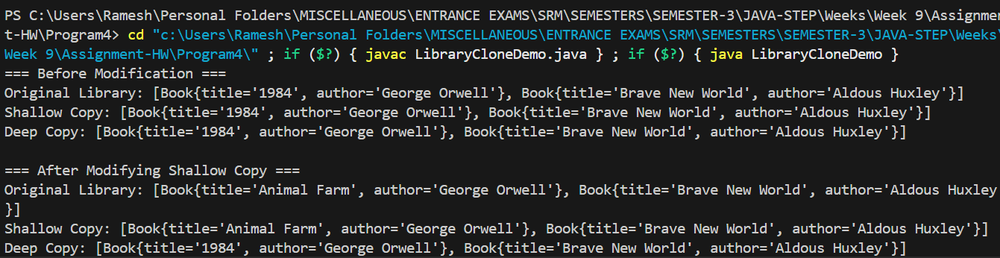 PS C:\Users\Ramesh\Personal Folders\MISCELLANEOUS\ENTRANCE EXAMS\SRM\SEMESTERS\SEMESTER-3\JAVA-STEP\Weeks\Week 9\Assignmen
t-HW\Program4> cd "c:\Users\Ramesh\Personal Folders\MISCELLANEOUS\ENTRANCE EXAMS\SRM\SEMESTERS\SEMESTER-3\JAVA-STEP\Weeks\
Week 9\Assignment-HW\Program4\" ; if ($?) { javac LibraryCloneDemo.java } ; if ($?) { java LibraryCloneDemo }
=== Before Modification ===
Original Library: [Book{title='1984', author='George Orwell'}, Book{title='Brave New World', author='Aldous Huxley'}]
Shallow Copy: [Book{title='1984', author='George Orwell'}, Book{title='Brave New World', author='Aldous Huxley'}]
Deep Copy: [Book{title='1984', author='George Orwell'}, Book{title='Brave New World', author='Aldous Huxley'}]

=== After Modifying Shallow Copy ===
Original Library: [Book{title='Animal Farm', author='George Orwell'}, Book{title='Brave New World', author='Aldous Huxley'
}]
Shallow Copy: [Book{title='Animal Farm', author='George Orwell'}, Book{title='Brave New World', author='Aldous Huxley'}]
Deep Copy: [Book{title='1984', author='George Orwell'}, Book{title='Brave New World', author='Aldous Huxley'}]